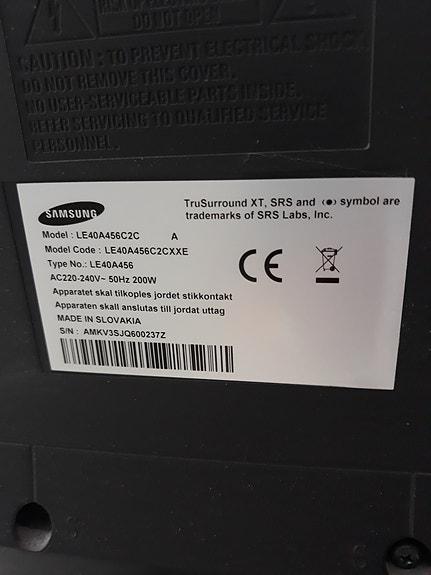 DO NOT OPEN
CAUTION : TO PREVENT ELECTRICAL SHOCK,
DO NOT REMOVE THIS COVER.
NO USER-SERVICEABLE PARTS INSIDE.
REFER SERVICING TO QUALIFIED SERVICE
PERSONNEL.
SAMSUNG
TruSurround XT, SRS and (●) symbol are
trademarks of SRS Labs, Inc.
Model : LE40A456C2C A
Model Code : LE40A456C2CXXE
Type No.: LE40A456
AC220-240V~ 50Hz 200W
Apparatet skal tilkoples jordet stikkontakt
Apparaten skall anslutas till jordat uttag
MADE IN SLOVAKIA
S/N : AMKV3SJQ600237Z
CE